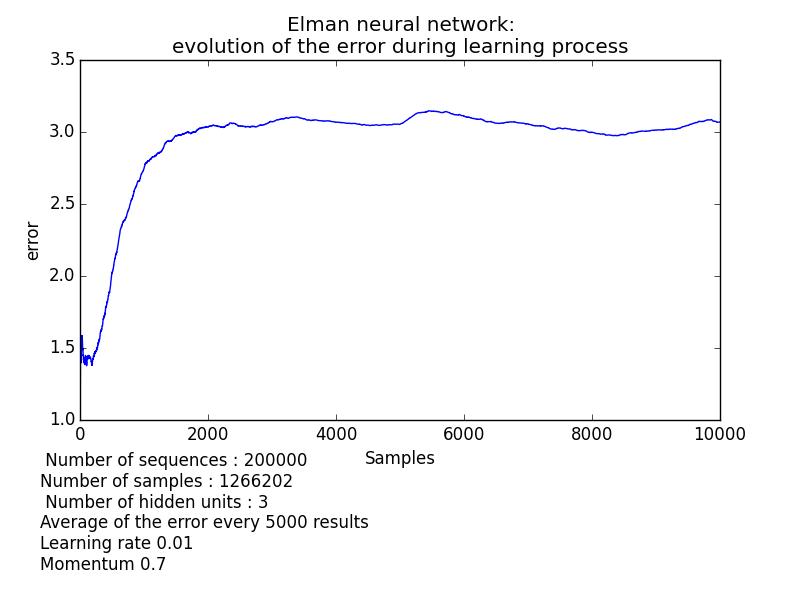 Elman neural network:
evolution of the error during learning process
3.5
3.0
2.5
2.0
1.5
1.0
error
0 2000 4000 6000 8000 10000
Samples
Number of sequences : 200000
Number of samples : 1266202
Number of hidden units : 3
Average of the error every 5000 results
Learning rate 0.01
Momentum 0.7